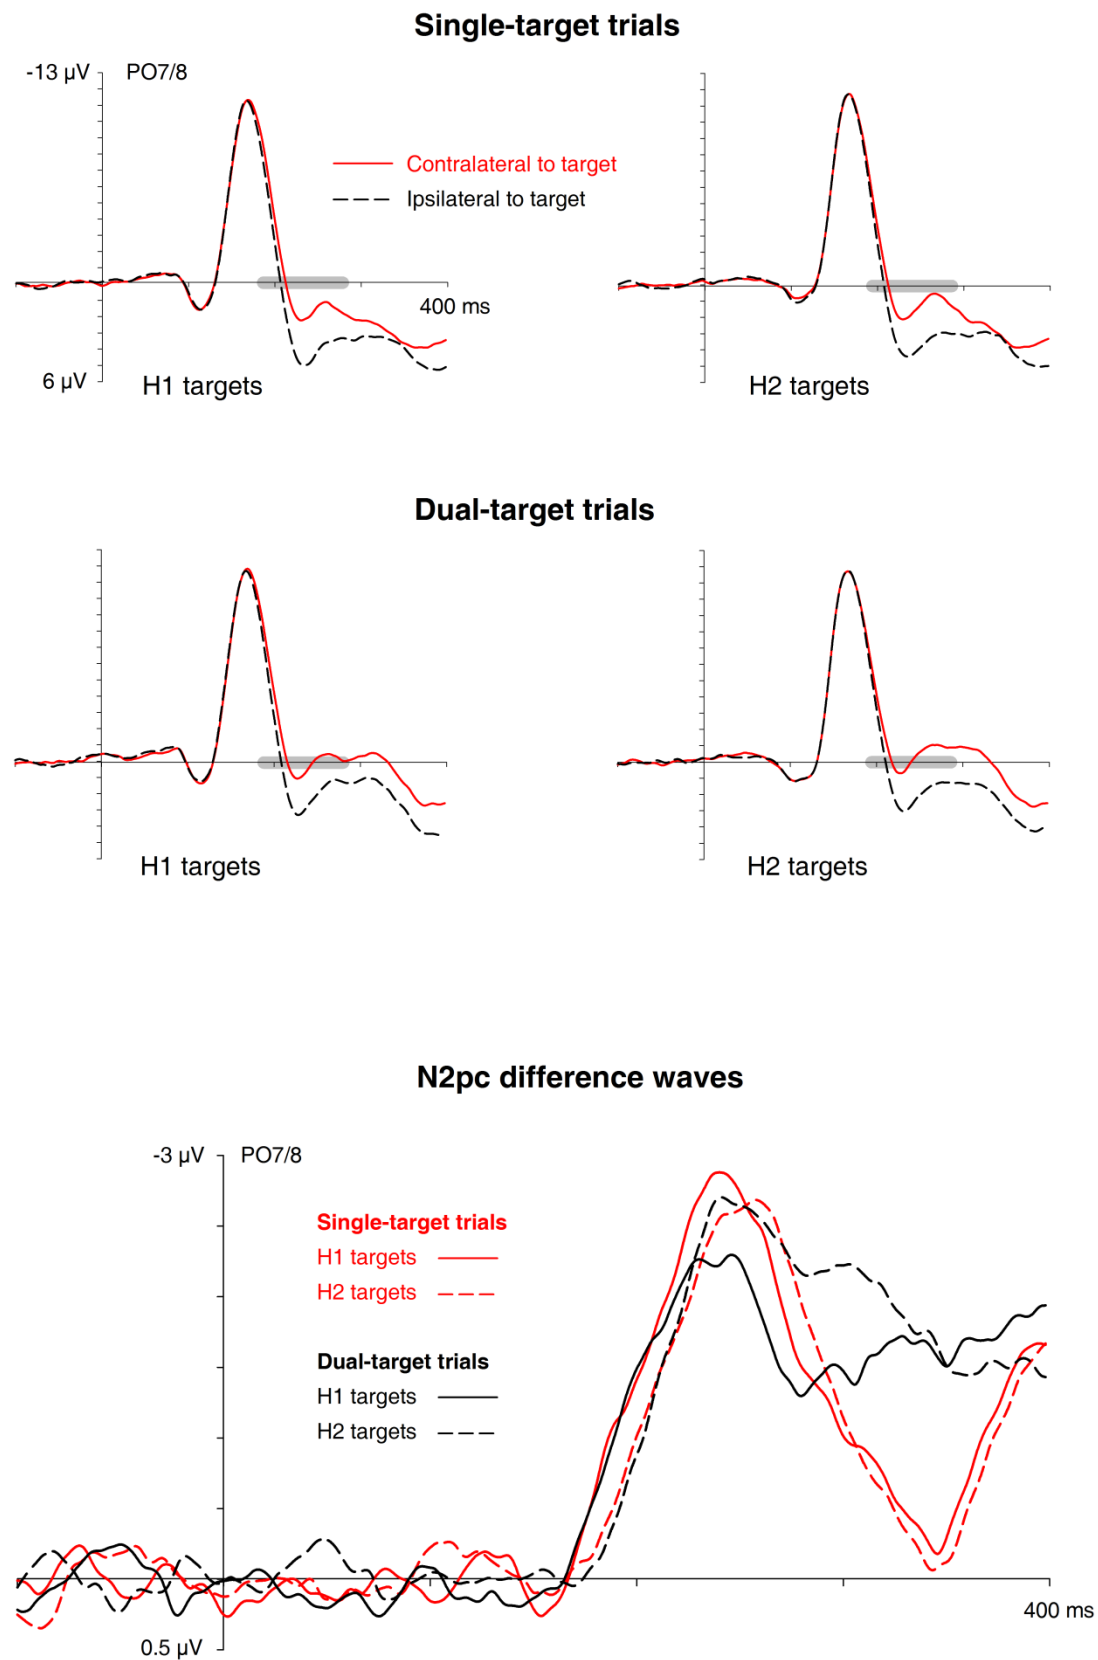 Single-target trials
-13 µV
PO7/8
Contralateral to target
Ipsilateral to target
400 ms
6 µV
H1 targets
H2 targets
Dual-target trials
H1 targets
H2 targets
N2pc difference waves
-3 µV
PO7/8
Single-target trials
H1 targets
H2 targets
Dual-target trials
H1 targets
H2 targets
400 ms
0.5 µV